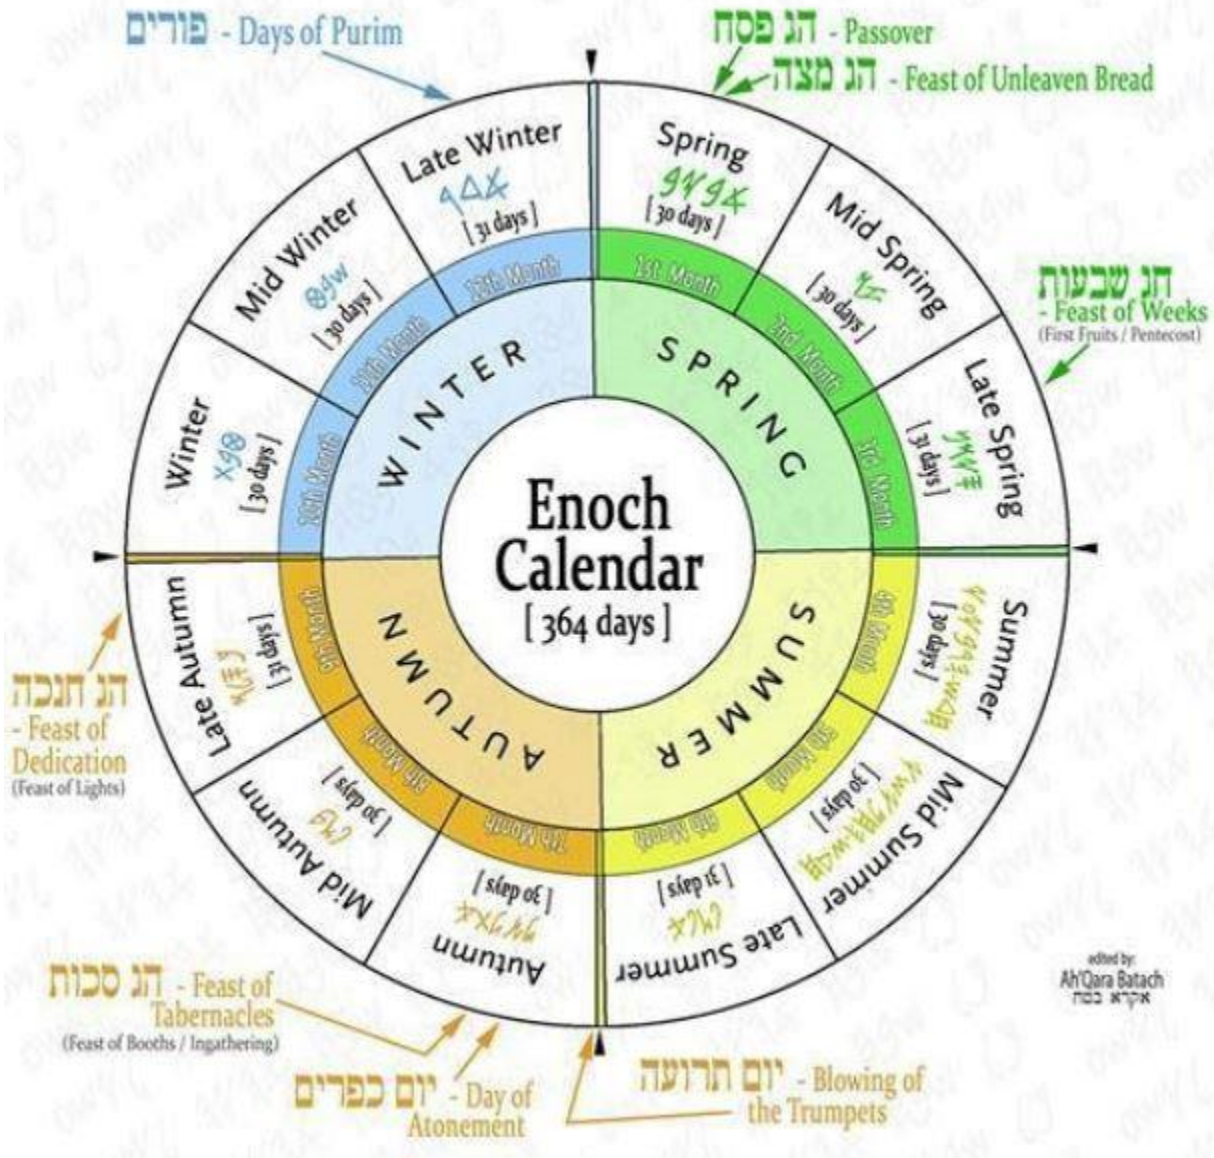 פורים - Days of Purim
הג פסח - Passover
הג מצה - Feast of Unleaven Bread
Late Winter
[ 31 days ]
12th Month
Spring
[ 30 days ]
1st. Month
Mid Spring
[ 30 days ]
2nd. Month
חג שבעות
- Feast of Weeks
(First Fruits / Pentecost)
Late Spring
[ 31 days ]
3rd. Month
Summer
[ 30 days ]
4th Month
Mid Summer
[ 30 days ]
5th Month
Late Summer
[ 31 days ]
6th Month
Autumn
[ 30 days ]
7th Month
Mid Autumn
[ 30 days ]
8th Month
Late Autumn
[ 31 days ]
9th Month
Winter
[ 30 days ]
10th Month
Mid Winter
[ 30 days ]
11th Month
WINTER
SPRING
SUMMER
AUTUMN
Enoch
Calendar
[ 364 days ]
הג חנכה
- Feast of
Dedication
(Feast of Lights)
הג סכות - Feast of
Tabernacles
(Feast of Booths / Ingathering)
יום כפרים - Day of
Atonement
יום תרועה - Blowing of
the Trumpets
edited by:
Ah'Qara Batach
אקרא בטח